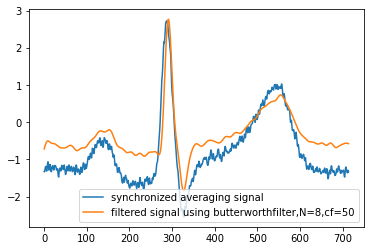 3
2
1
0
−1
−2
0 100 200 300 400 500 600 700
synchronized averaging signal
filtered signal using butterworthfilter,N=8,cf=50